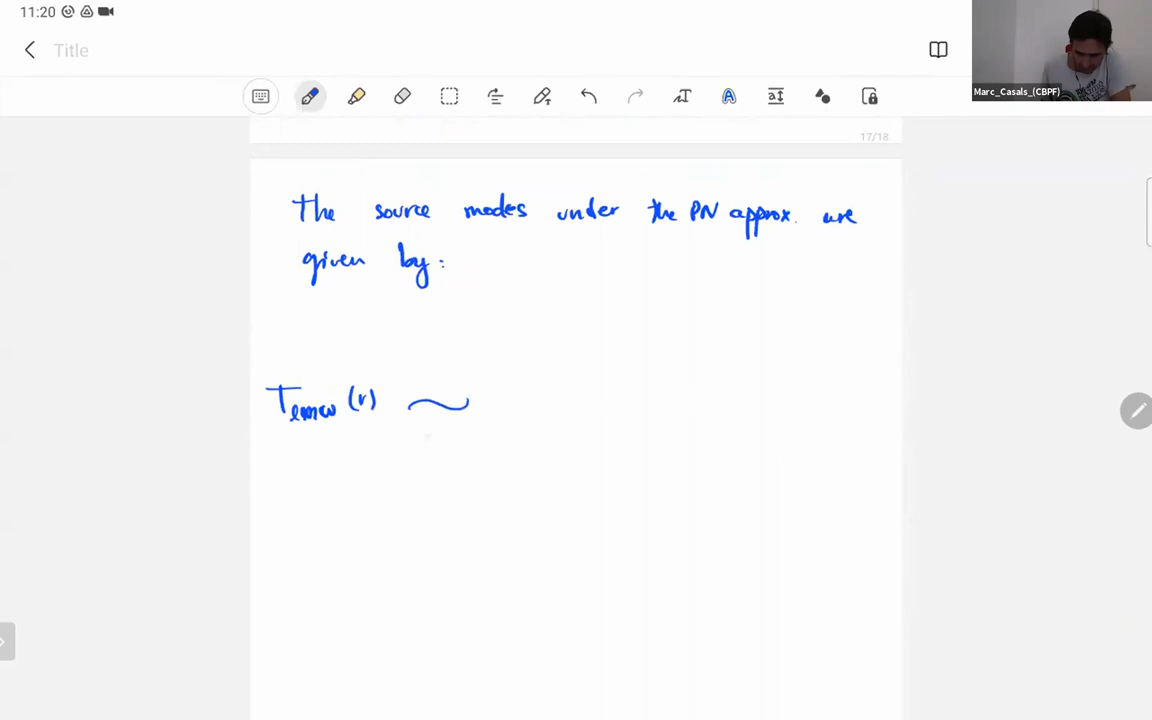 11:20
Title
Marc_Casals_(CBPF)
17/18
The source modes under the PN approx. are
given by:
Tℓmω (r) ~